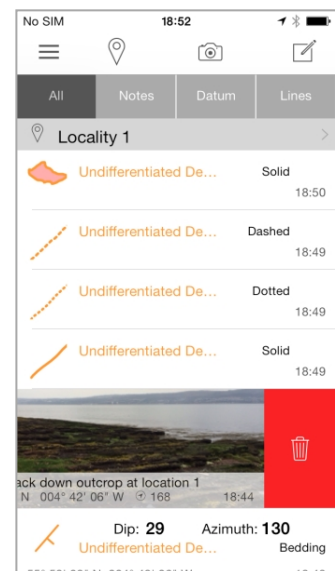 No SIM 18:52
All Notes Datum Lines
Locality 1
Undifferentiated De... Solid
18:50
Undifferentiated De... Dashed
18:49
Undifferentiated De... Dotted
18:49
Undifferentiated De... Solid
18:49
ack down outcrop at location 1
N 004° 42' 06" W 168 18:44
Dip: 29 Azimuth: 130
Undifferentiated De... Bedding